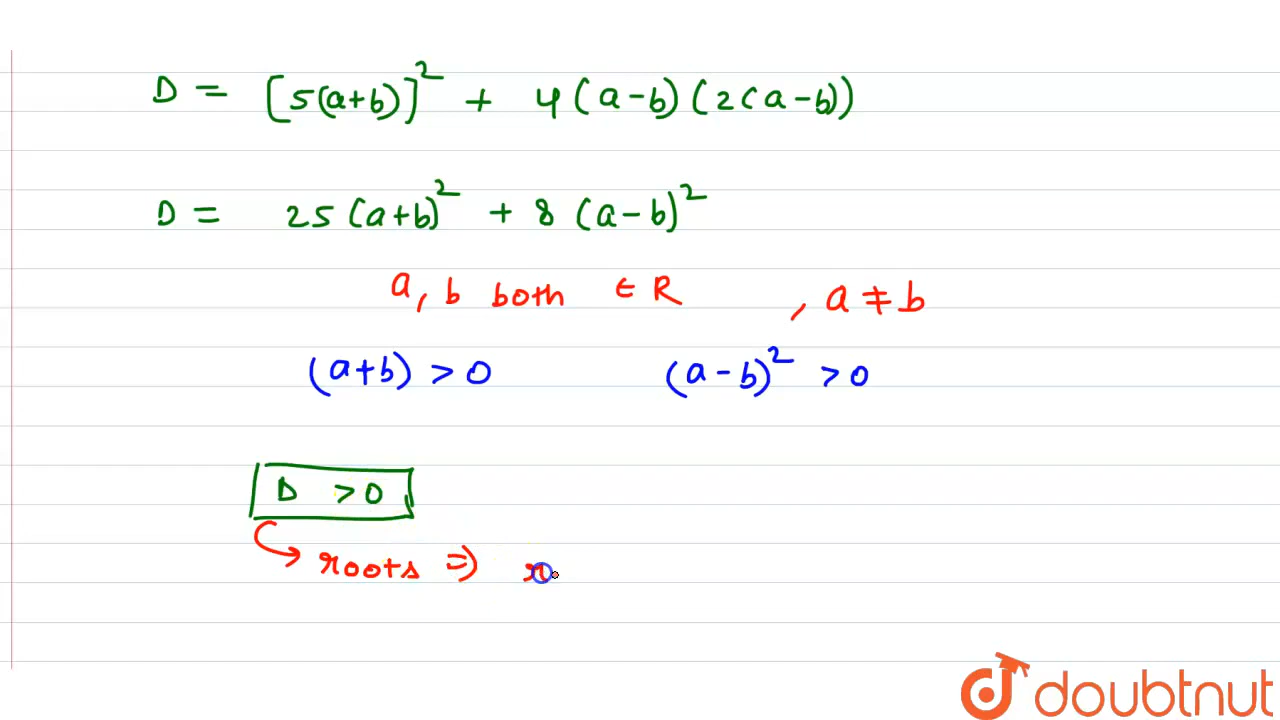 D = [5(a+b)]² + 4(a-b)(2(a-b))
D = 25(a+b)² + 8(a-b)²
a, b both ∈ R , a ≠ b
(a+b) > 0 (a-b)² > 0
D > 0
roots ⇒
doubtnut